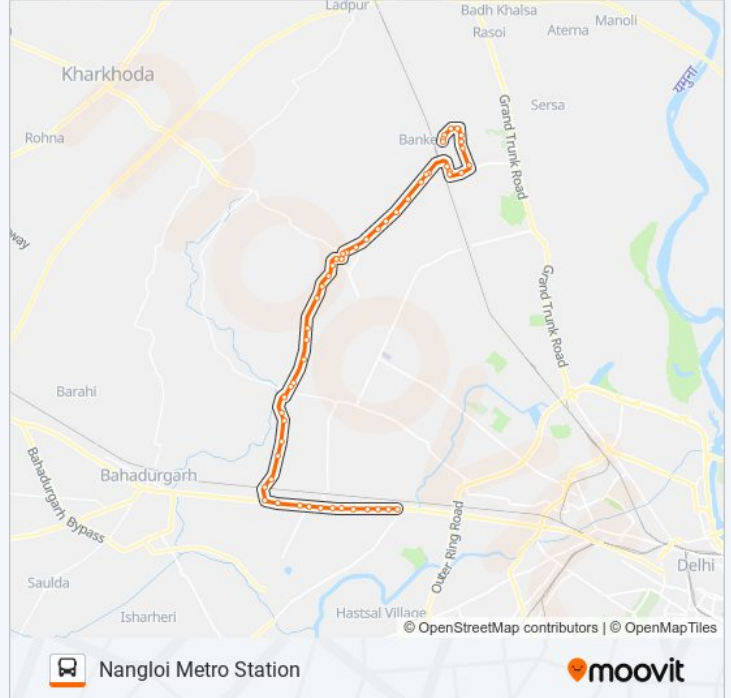 Ladpur
Badh Khalsa
Rasoi
Aterna
Manoli
Kharkhoda
यमुना
Sersa
Grand Trunk Road
Rohna
Banke
way
Grand Trunk Road
Barahi
Bahadurgarh
Bahadurgarh Bypass
Outer Ring Road
Delhi
Saulda
Isharheri
Hastsal Village
© OpenStreetMap contributors | © OpenMapTiles
Nangloi Metro Station
moovit